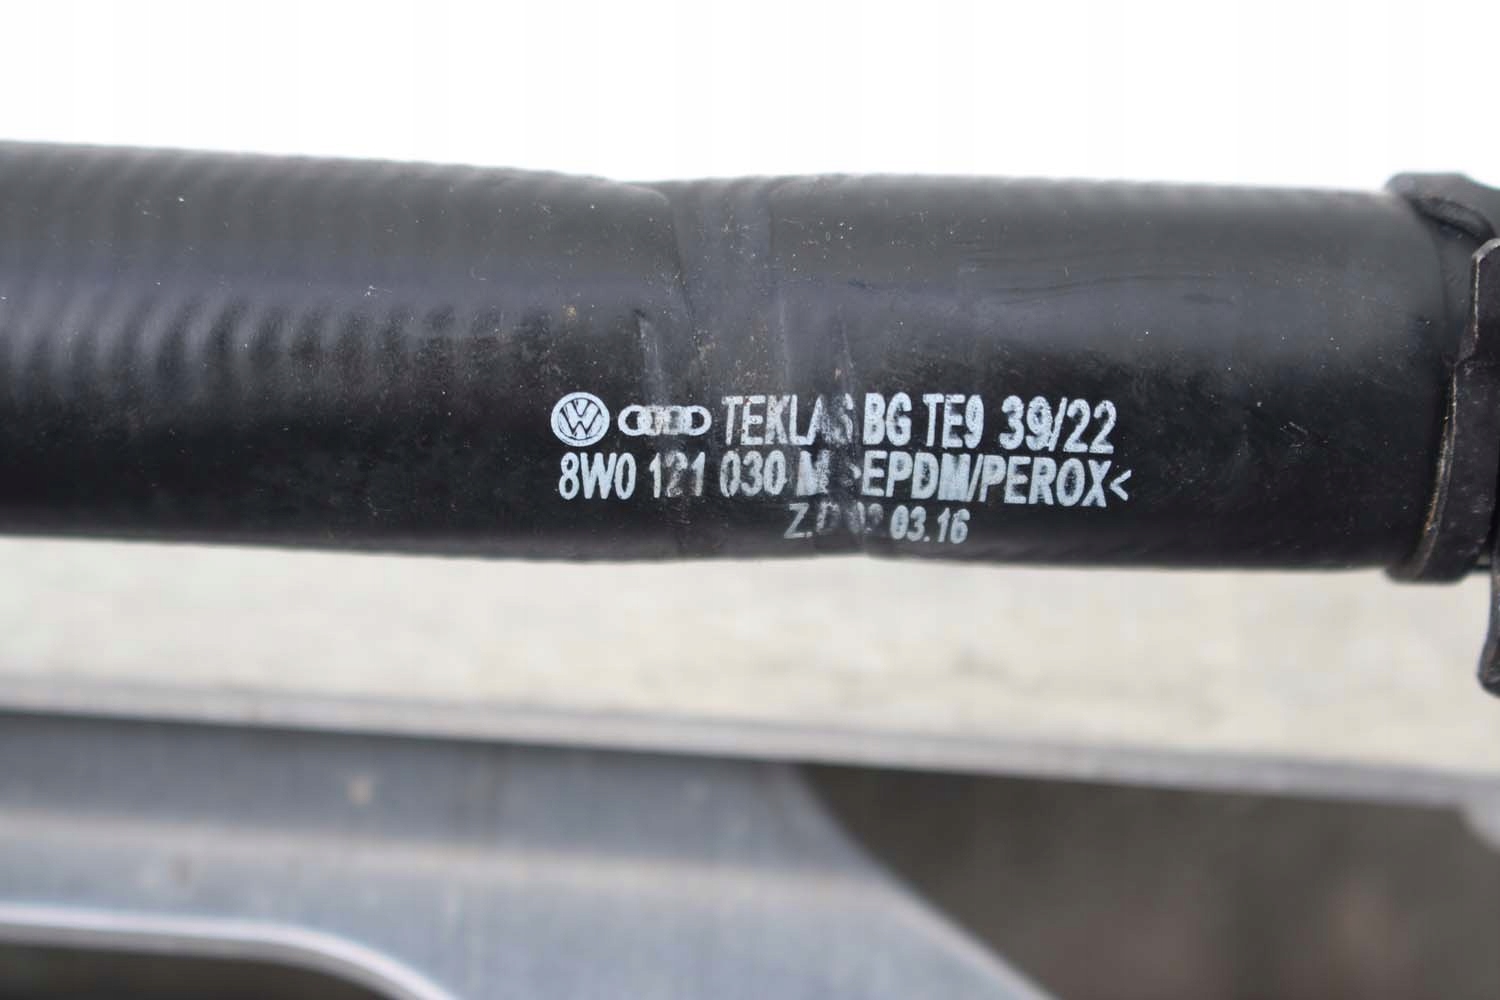 TEKLAS BG TE9 39/22
8W0 121 030 M >EPDM/PEROX<
03.16